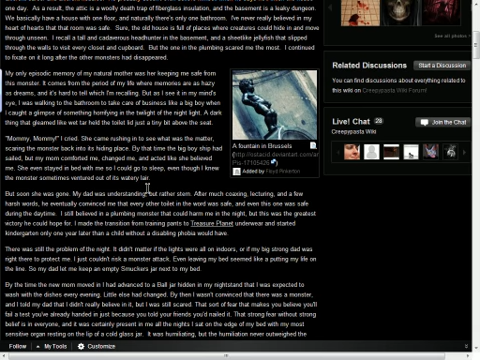 one day. As a result, the attic is a woolly death trap of fiberglass insulation, and the basement is a leaky dungeon.
We basically have a house with one floor, and naturally there's only one bathroom. I've never really believed in my
heart of hearts that that room was safe. Sure, the old house is full of places where creatures could hide in and move
through unseen. I recall a tall and cadaverous headhunter in the basement, and a sheetlike jellyfish that slipped
through the walls to visit every closet and cupboard. But the one in the plumbing scared me the most. I continued
to fixate on it long after the other monsters had disappeared.
My only episodic memory of my natural mother was her keeping me safe from
this monster. It comes from the period of my life where memories are as hazy
as dreams, and it's hard to tell which I'm recalling. But as I see it in my mind's
eye, I was walking to the bathroom to take care of business like a big boy when
I caught a glimpse of something horrifying in the twilight of the night light. A dark
thing that gleamed like wet tar held the toilet lid just a tiny bit above the seat.
"Mommy, Mommy!" I cried. She came rushing in to see what was the matter,
scaring the monster back into its hiding place. By that time the big boy ship had
sailed, but my mom comforted me, changed me, and acted like she believed
me. She even stayed in bed with me so I could go to sleep, even though I knew
the monster sometimes ventured out of its watery lair.
A fountain in Brussels
Added by
But soon she was gone. My dad was understanding, but rather stern. After much coaxing, lecturing, and a few
harsh words, he eventually convinced me that every other toilet in the word was safe, and even this one was safe
during the daytime. I still believed in a plumbing monster that could harm me in the night, but this was the greatest
victory he could hope for. I made the transition from training pants to Treasure Planet underwear and started
kindergarten only one year later than a child without a disabling phobia would have.
There was still the problem of the night. It didn't matter if the lights were all on indoors, or if my big strong dad was
right there to protect me. I just couldn't risk a monster attack. Even leaving my bed seemed like a putting my life on
the line. So my dad let me keep an empty Smuckers jar next to my bed.
By the time the new moon moved in I had advanced to a Ball jar hidden in my nightstand that I was expected to
wash with the dishes every evening. Little else had changed. By then I wasn't convinced that there was a monster,
and I told my dad that I didn't really believe in it, but I was still scared. That sort of fear that makes you believe you'll
fail a test you've already handed in just because you told your friends you'd nailed it. That strong fear without strong
belief is in everyone, and it was certainly present in me all the nights I sat on the edge of my bed with my most
sensitive organ resting on the lip of a cold glass jar. It was humiliating, but the humiliation never outweighed the
See all photos >
Related Discussions
Start a Discussion
You can find discussions about everything related to
this wiki on Creepypasta Forum!
Live! Chat 28
Join the Chat
Creepypasta Wiki
Follow
My Tools
Customize